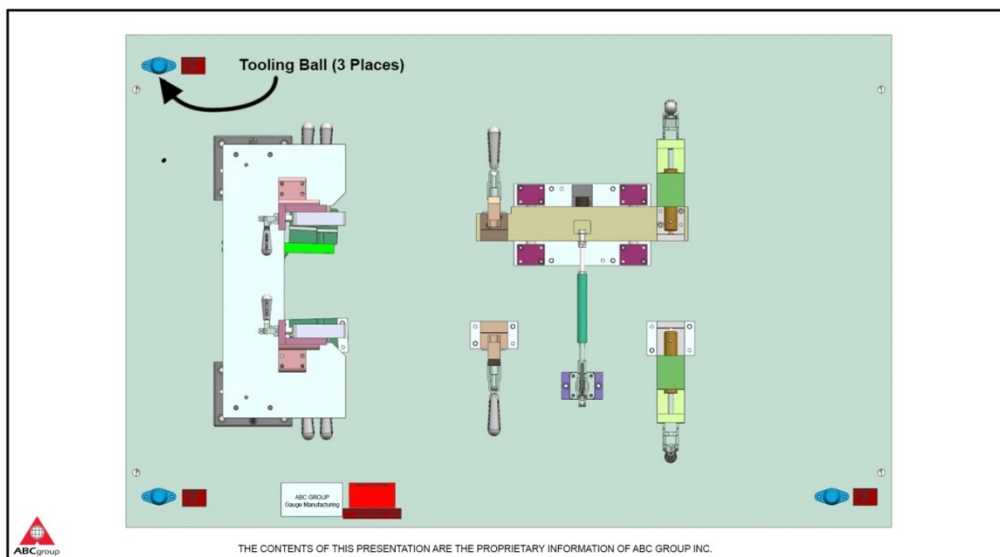 Tooling Ball (3 Places)
ABC GROUP
Gauge Manufacturing
ABCgroup
THE CONTENTS OF THIS PRESENTATION ARE THE PROPRIETARY INFORMATION OF ABC GROUP INC.